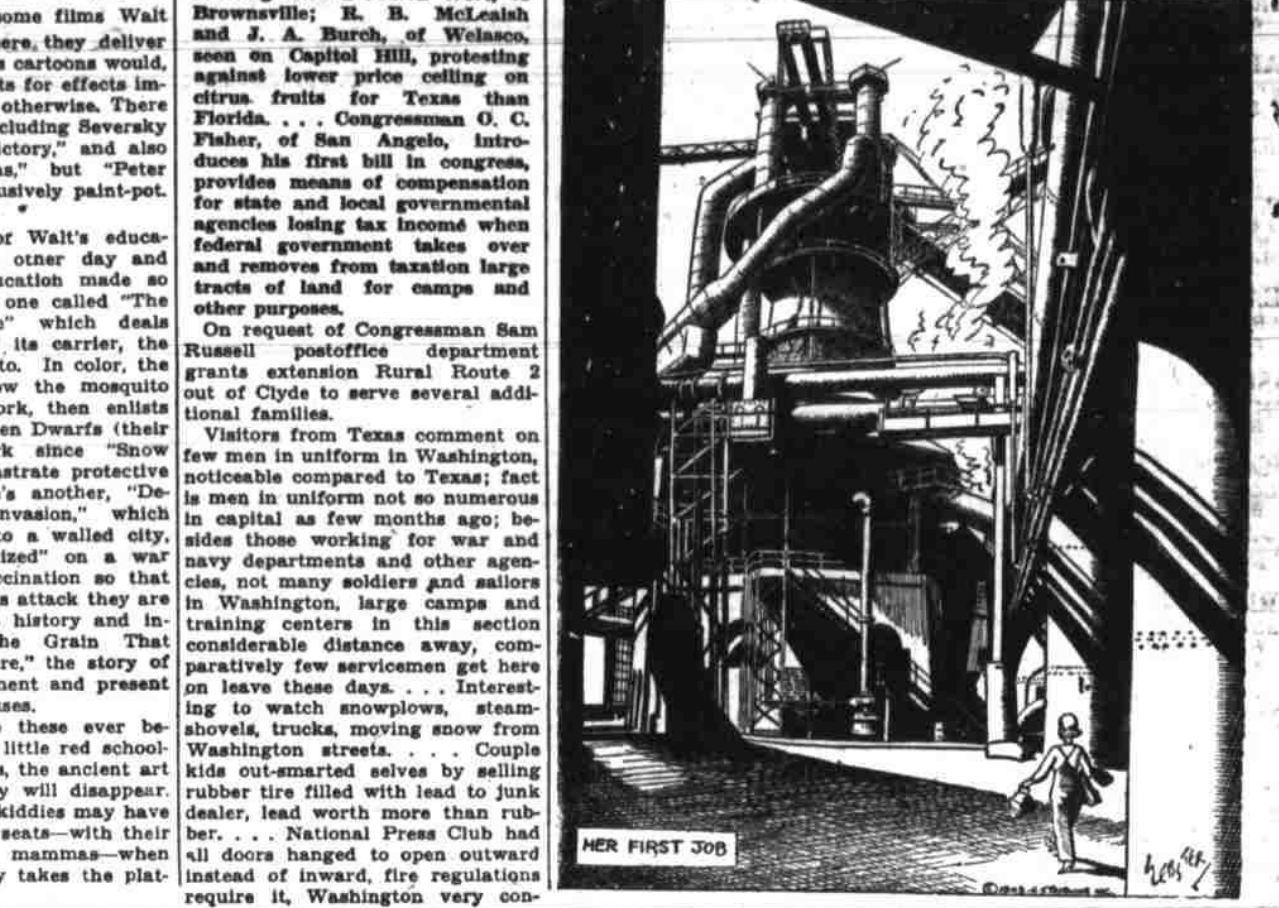 some films Walt
ere, they deliver
s cartoons would,
ts for effects im-
otherwise. There
cluding Seversky
ictory," and also
ns," but "Peter
usively paint-pot.
of Walt's educa-
otner day and
ucation made so
one called "The
e" which deals
its carrier, the
to. In color, the
ow the mosquito
ork, then enlists
en Dwarfs (their
rk since "Snow
nstrate protective
's another, "De-
nvasion," which
to a walled city,
ized" on a war
ccination so that
s attack they are
history and in-
he Grain That
re," the story of
ment and present
uses.
these ever be-
little red school-
s, the ancient art
y will disappear.
kiddies may have
seats—with their
mammas—when
y takes the plat-
Brownsville; R. B. McLeaish
and J. A. Burch, of Welasco,
seen on Capitol Hill, protesting
against lower price ceiling on
citrus fruits for Texas than
Florida. . . . Congressman O. C.
Fisher, of San Angelo, intro-
duces his first bill in congress,
provides means of compensation
for state and local governmental
agencies losing tax income when
federal government takes over
and removes from taxation large
tracts of land for camps and
other purposes.
On request of Congressman Sam
Russell postoffice department
grants extension Rural Route 2
out of Clyde to serve several addi-
tional families.
Visitors from Texas comment on
few men in uniform in Washington,
noticeable compared to Texas; fact
is men in uniform not so numerous
in capital as few months ago; be-
sides those working for war and
navy departments and other agen-
cies, not many soldiers and sailors
in Washington, large camps and
training centers in this section
considerable distance away, com-
paratively few servicemen get here
on leave these days. . . . Interest-
ing to watch snowplows, steam-
shovels, trucks, moving snow from
Washington streets. . . . Couple
kids out-smarted selves by selling
rubber tire filled with lead to junk
dealer, lead worth more than rub-
ber. . . . National Press Club had
all doors hanged to open outward
instead of inward, fire regulations
require it, Washington very con-
HER FIRST JOB